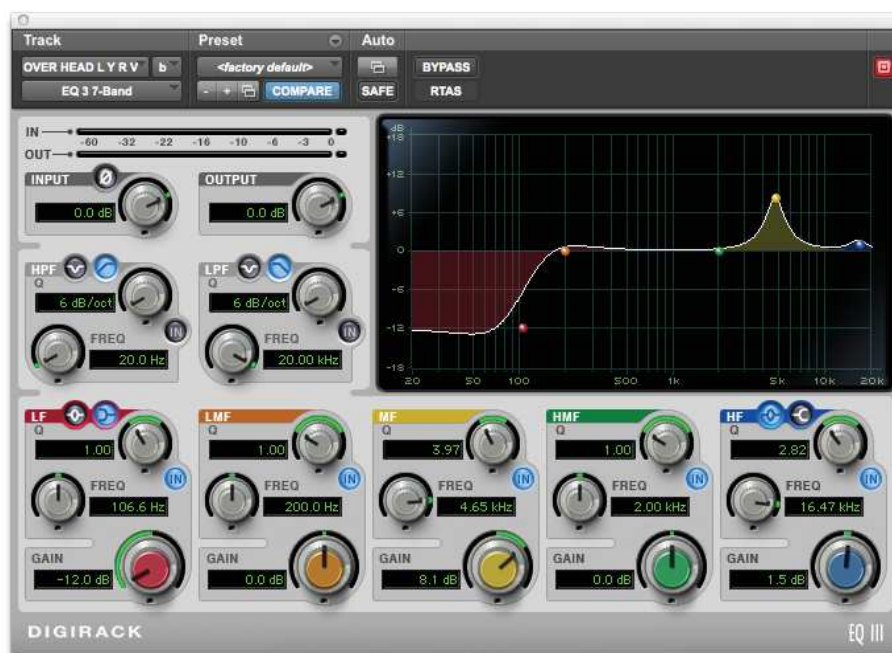 Track Preset Auto
OVER HEAD L Y R V b <factory default> BYPASS
EQ 3 7-Band - + COMPARE SAFE RTAS
IN
-60 -32 -22 -16 -10 -6 -3 0
OUT
INPUT Ø OUTPUT
0.0 dB 0.0 dB
HPF LPF
Q Q
6 dB/oct 6 dB/oct
IN IN
FREQ FREQ
20.0 Hz 20.00 kHz
dB
+18
+12
+6
0
-6
-12
-18
20 50 100 500 1k 5k 10k 20k
LF LMF MF HMF HF
Q Q Q Q Q
1.00 1.00 3.97 1.00 2.82
IN IN IN IN IN
FREQ FREQ FREQ FREQ FREQ
106.6 Hz 200.0 Hz 4.65 kHz 2.00 kHz 16.47 kHz
GAIN GAIN GAIN GAIN GAIN
-12.0 dB 0.0 dB 8.1 dB 0.0 dB 1.5 dB
DIGIRACK EQ III